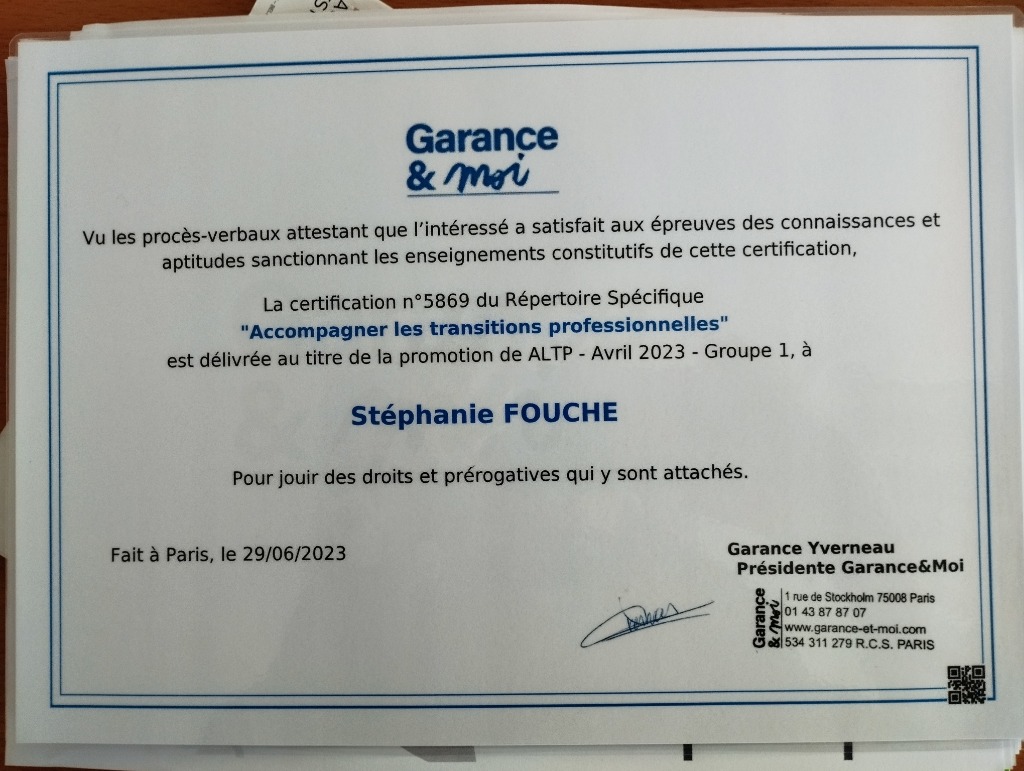 Garance
& moi
Vu les procès-verbaux attestant que l'intéressé a satisfait aux épreuves des connaissances et
aptitudes sanctionnant les enseignements constitutifs de cette certification,
La certification n°5869 du Répertoire Spécifique
"Accompagner les transitions professionnelles"
est délivrée au titre de la promotion de ALTP - Avril 2023 - Groupe 1, à
Stéphanie FOUCHE
Pour jouir des droits et prérogatives qui y sont attachés.
Fait à Paris, le 29/06/2023
Garance Yverneau
Présidente Garance&Moi
Garance
& moi
1 rue de Stockholm 75008 Paris
01 43 87 87 07
www.garance-et-moi.com
534 311 279 R.C.S. PARIS